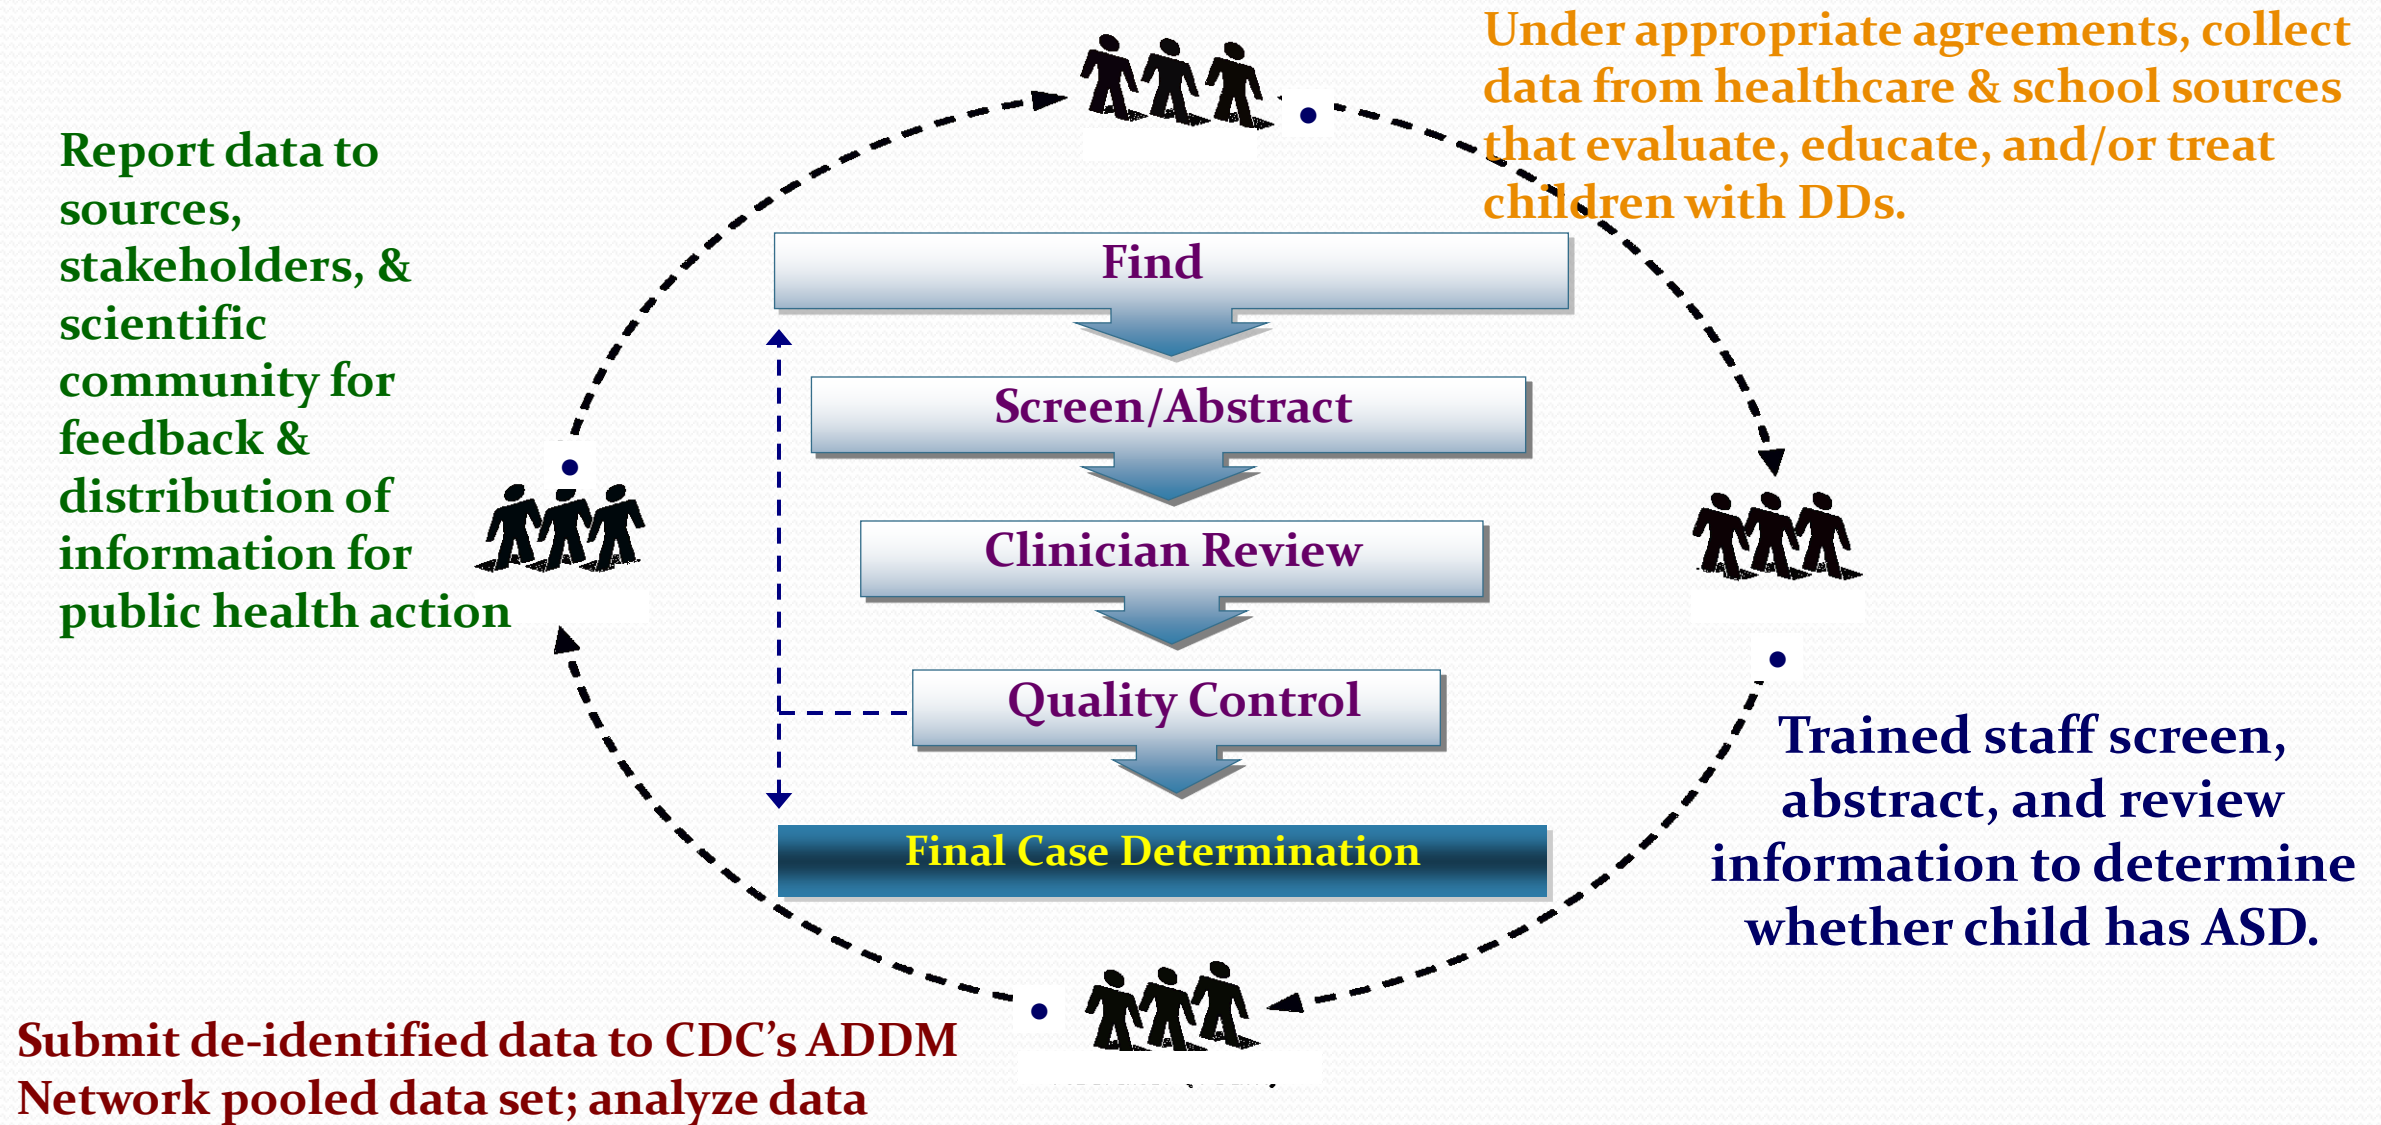 Under appropriate agreements, collect
data from healthcare & school sources
that evaluate, educate, and/or treat
children with DDs.
Report data to
sources,
stakeholders, &
scientific
community for
feedback &
distribution of
information for
public health action
Find
Screen/Abstract
Clinician Review
Quality Control
Final Case Determination
Trained staff screen,
abstract, and review
information to determine
whether child has ASD.
Submit de-identified data to CDC’s ADDM
Network pooled data set; analyze data